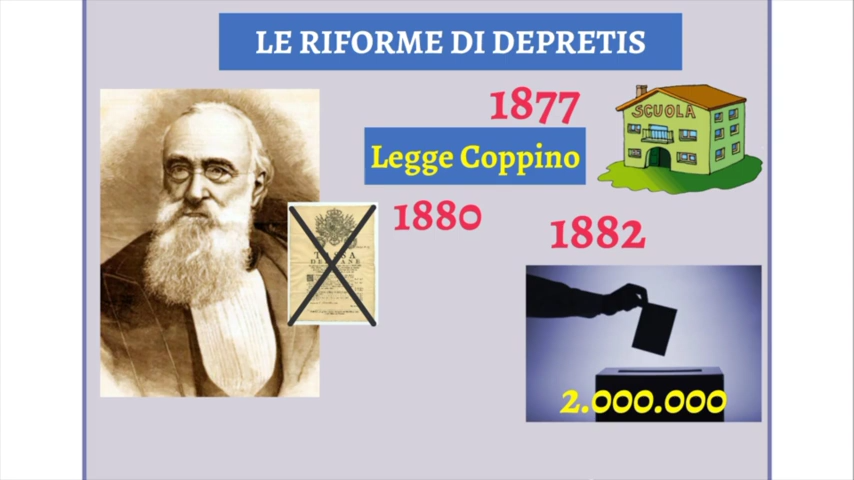 LE RIFORME DI DEPRETIS
1877
SCUOLA
Legge Coppino
1880
1882
2.000.000